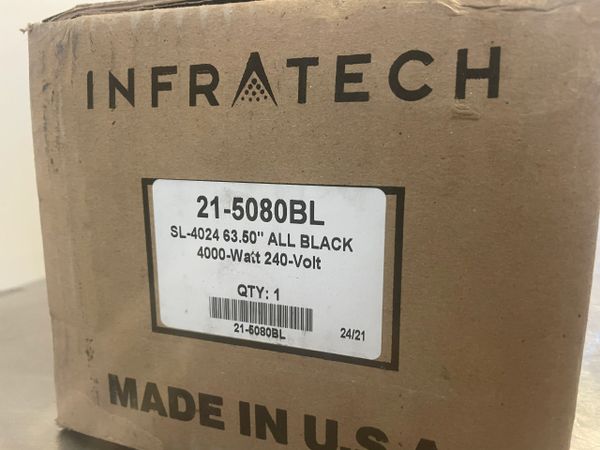 INFRATECH
21-5080BL
SL-4024 63.50" ALL BLACK
4000-Watt 240-Volt
QTY: 1
21-5080BL
24/21
MADE IN U.S.A